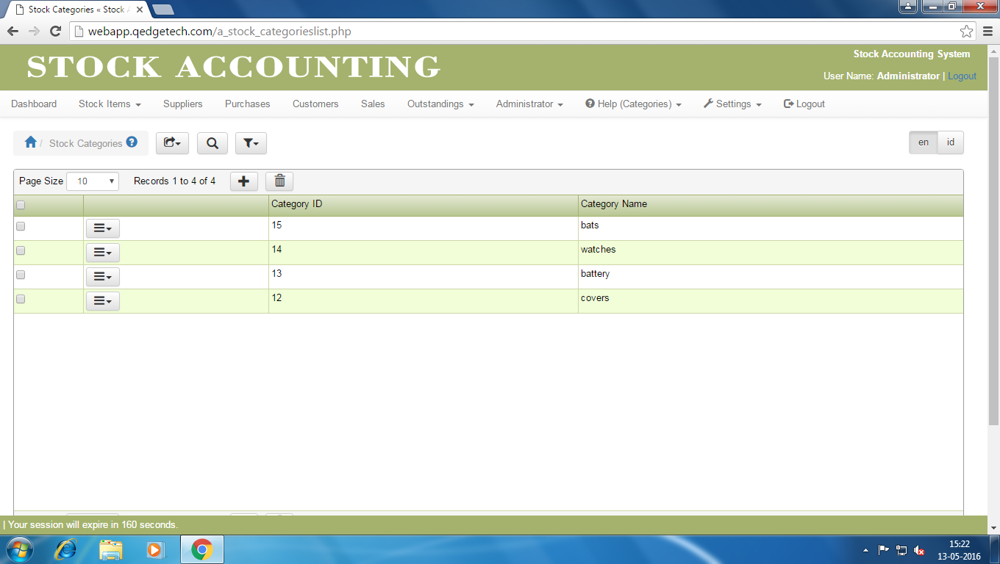 Stock Categories « Stock A
webapp.qedgetech.com/a_stock_categorieslist.php
STOCK ACCOUNTING
Stock Accounting System
User Name: Administrator | Logout
Dashboard Stock Items Suppliers Purchases Customers Sales Outstandings Administrator Help (Categories) Settings Logout
/ Stock Categories
en id
Page Size 10 Records 1 to 4 of 4
Category ID Category Name
15 bats
14 watches
13 battery
12 covers
| Your session will expire in 160 seconds.
15:22
13-05-2016